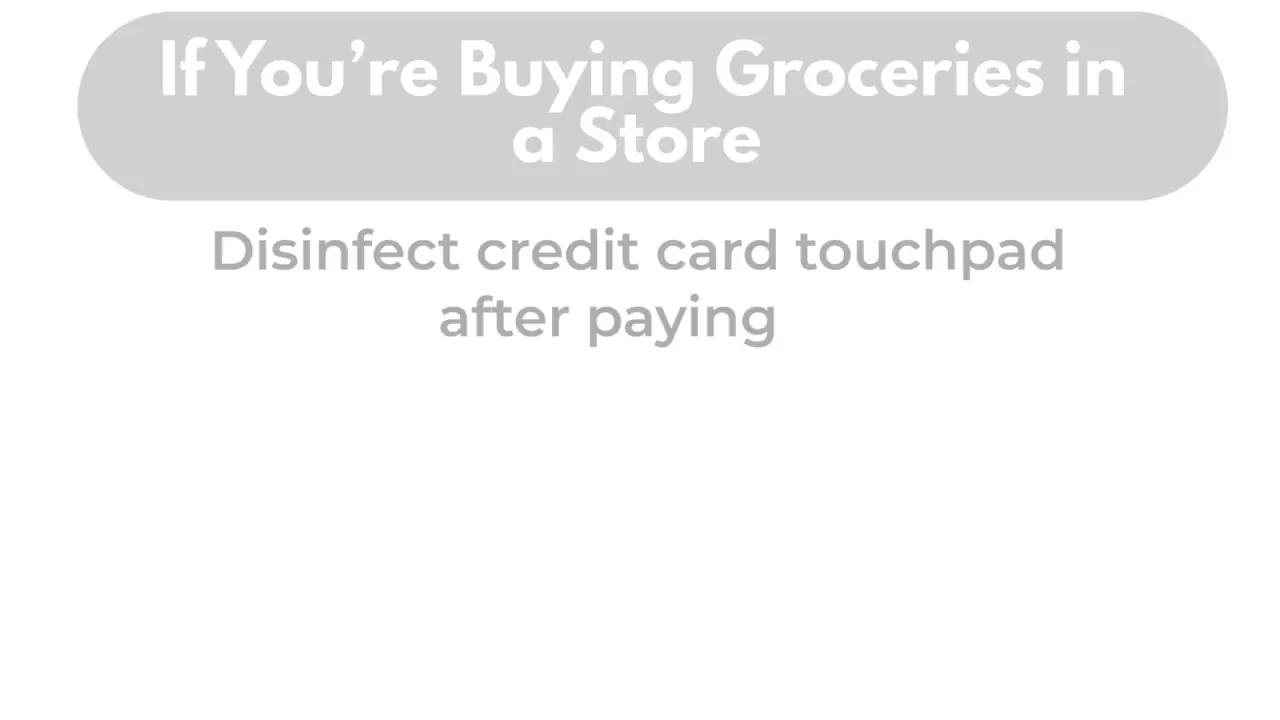 If You’re Buying Groceries in
a Store
Disinfect credit card touchpad
after paying